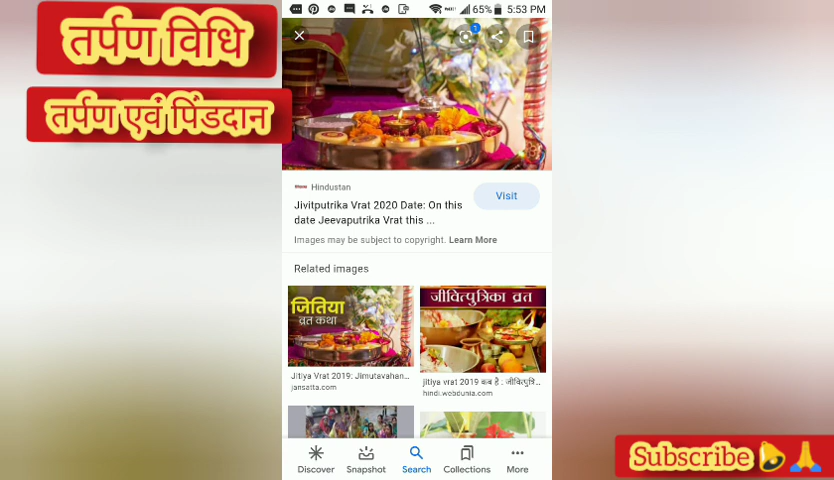 तर्पण विधि
तर्पण एवं पिंडदान
65% 5:53 PM
1
Hindustan
Jivitputrika Vrat 2020 Date: On this
date Jeevaputrika Vrat this ...
Visit
Images may be subject to copyright. Learn More
Related images
जितिया
व्रत कथा
जीवित्पुत्रिका व्रत
Jitiya Vrat 2019: Jimutavahan...
jansatta.com
jitiya vrat 2019 कब है : जीवित्पुत्रि...
hindi.webdunia.com
Discover
Snapshot
Search
Collections
More
Subscribe